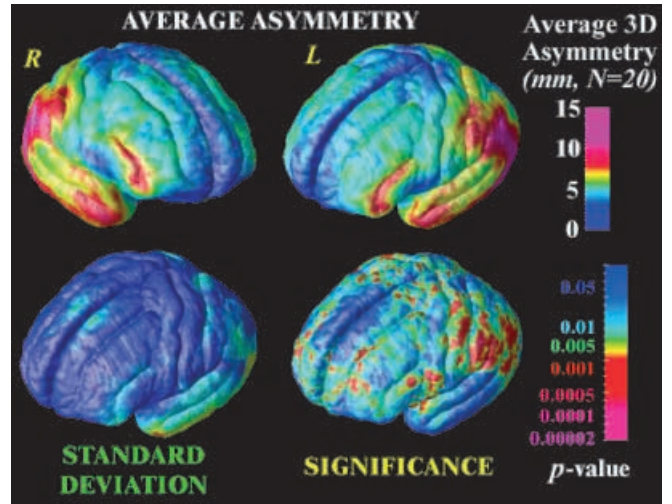 AVERAGE ASYMMETRY
R
L
Average 3D
Asymmetry
(mm, N=20)
15
10
5
0
0.05
0.01
0.005
0.001
0.0005
0.0001
0.00002
p-value
STANDARD
DEVIATION
SIGNIFICANCE